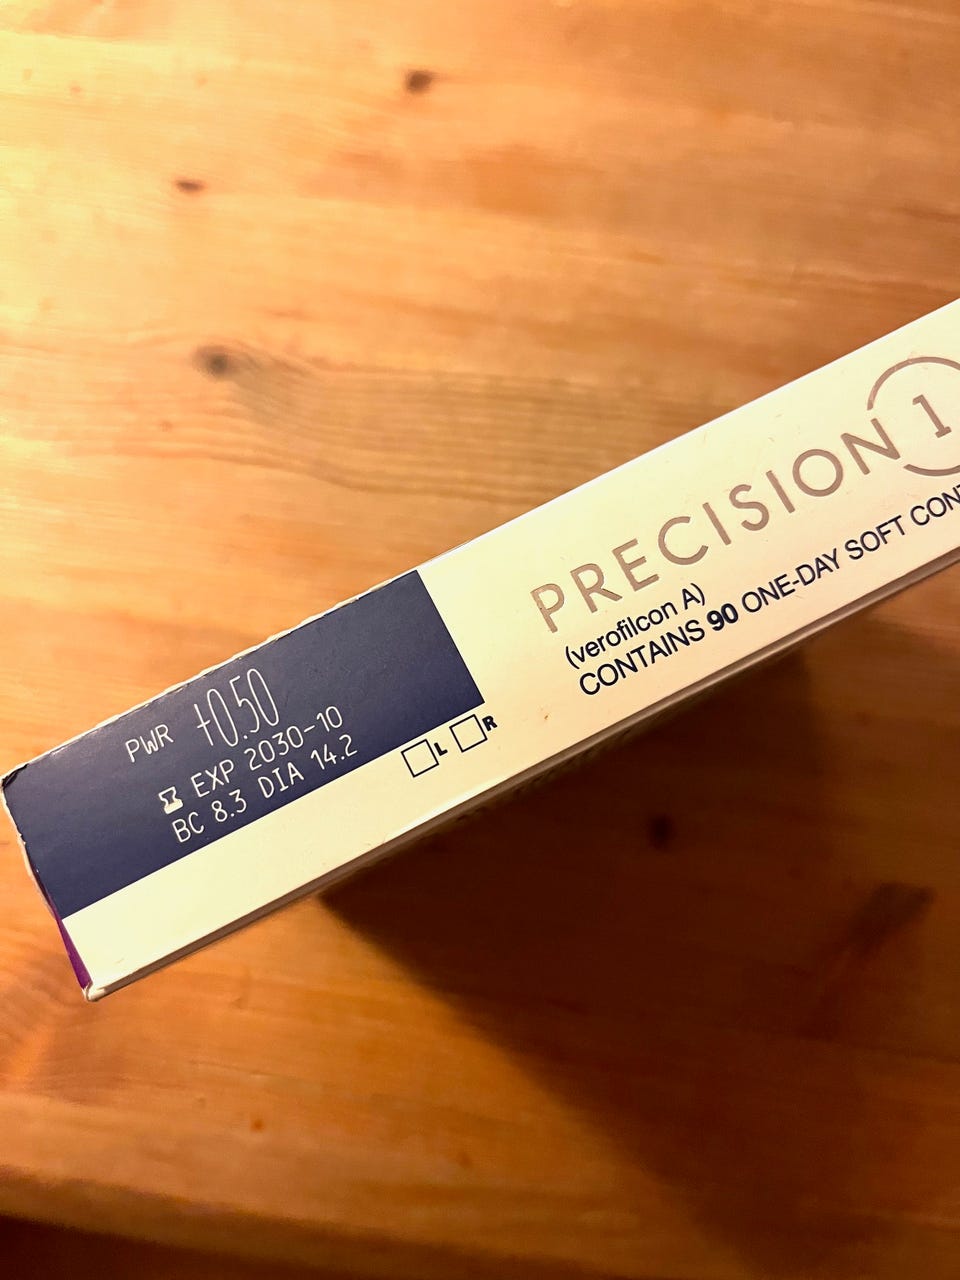 PWR +0.50
EXP 2030-10
BC 8.3 DIA 14.2
L R
PRECISION 1
(verofilcon A)
CONTAINS 90 ONE-DAY SOFT